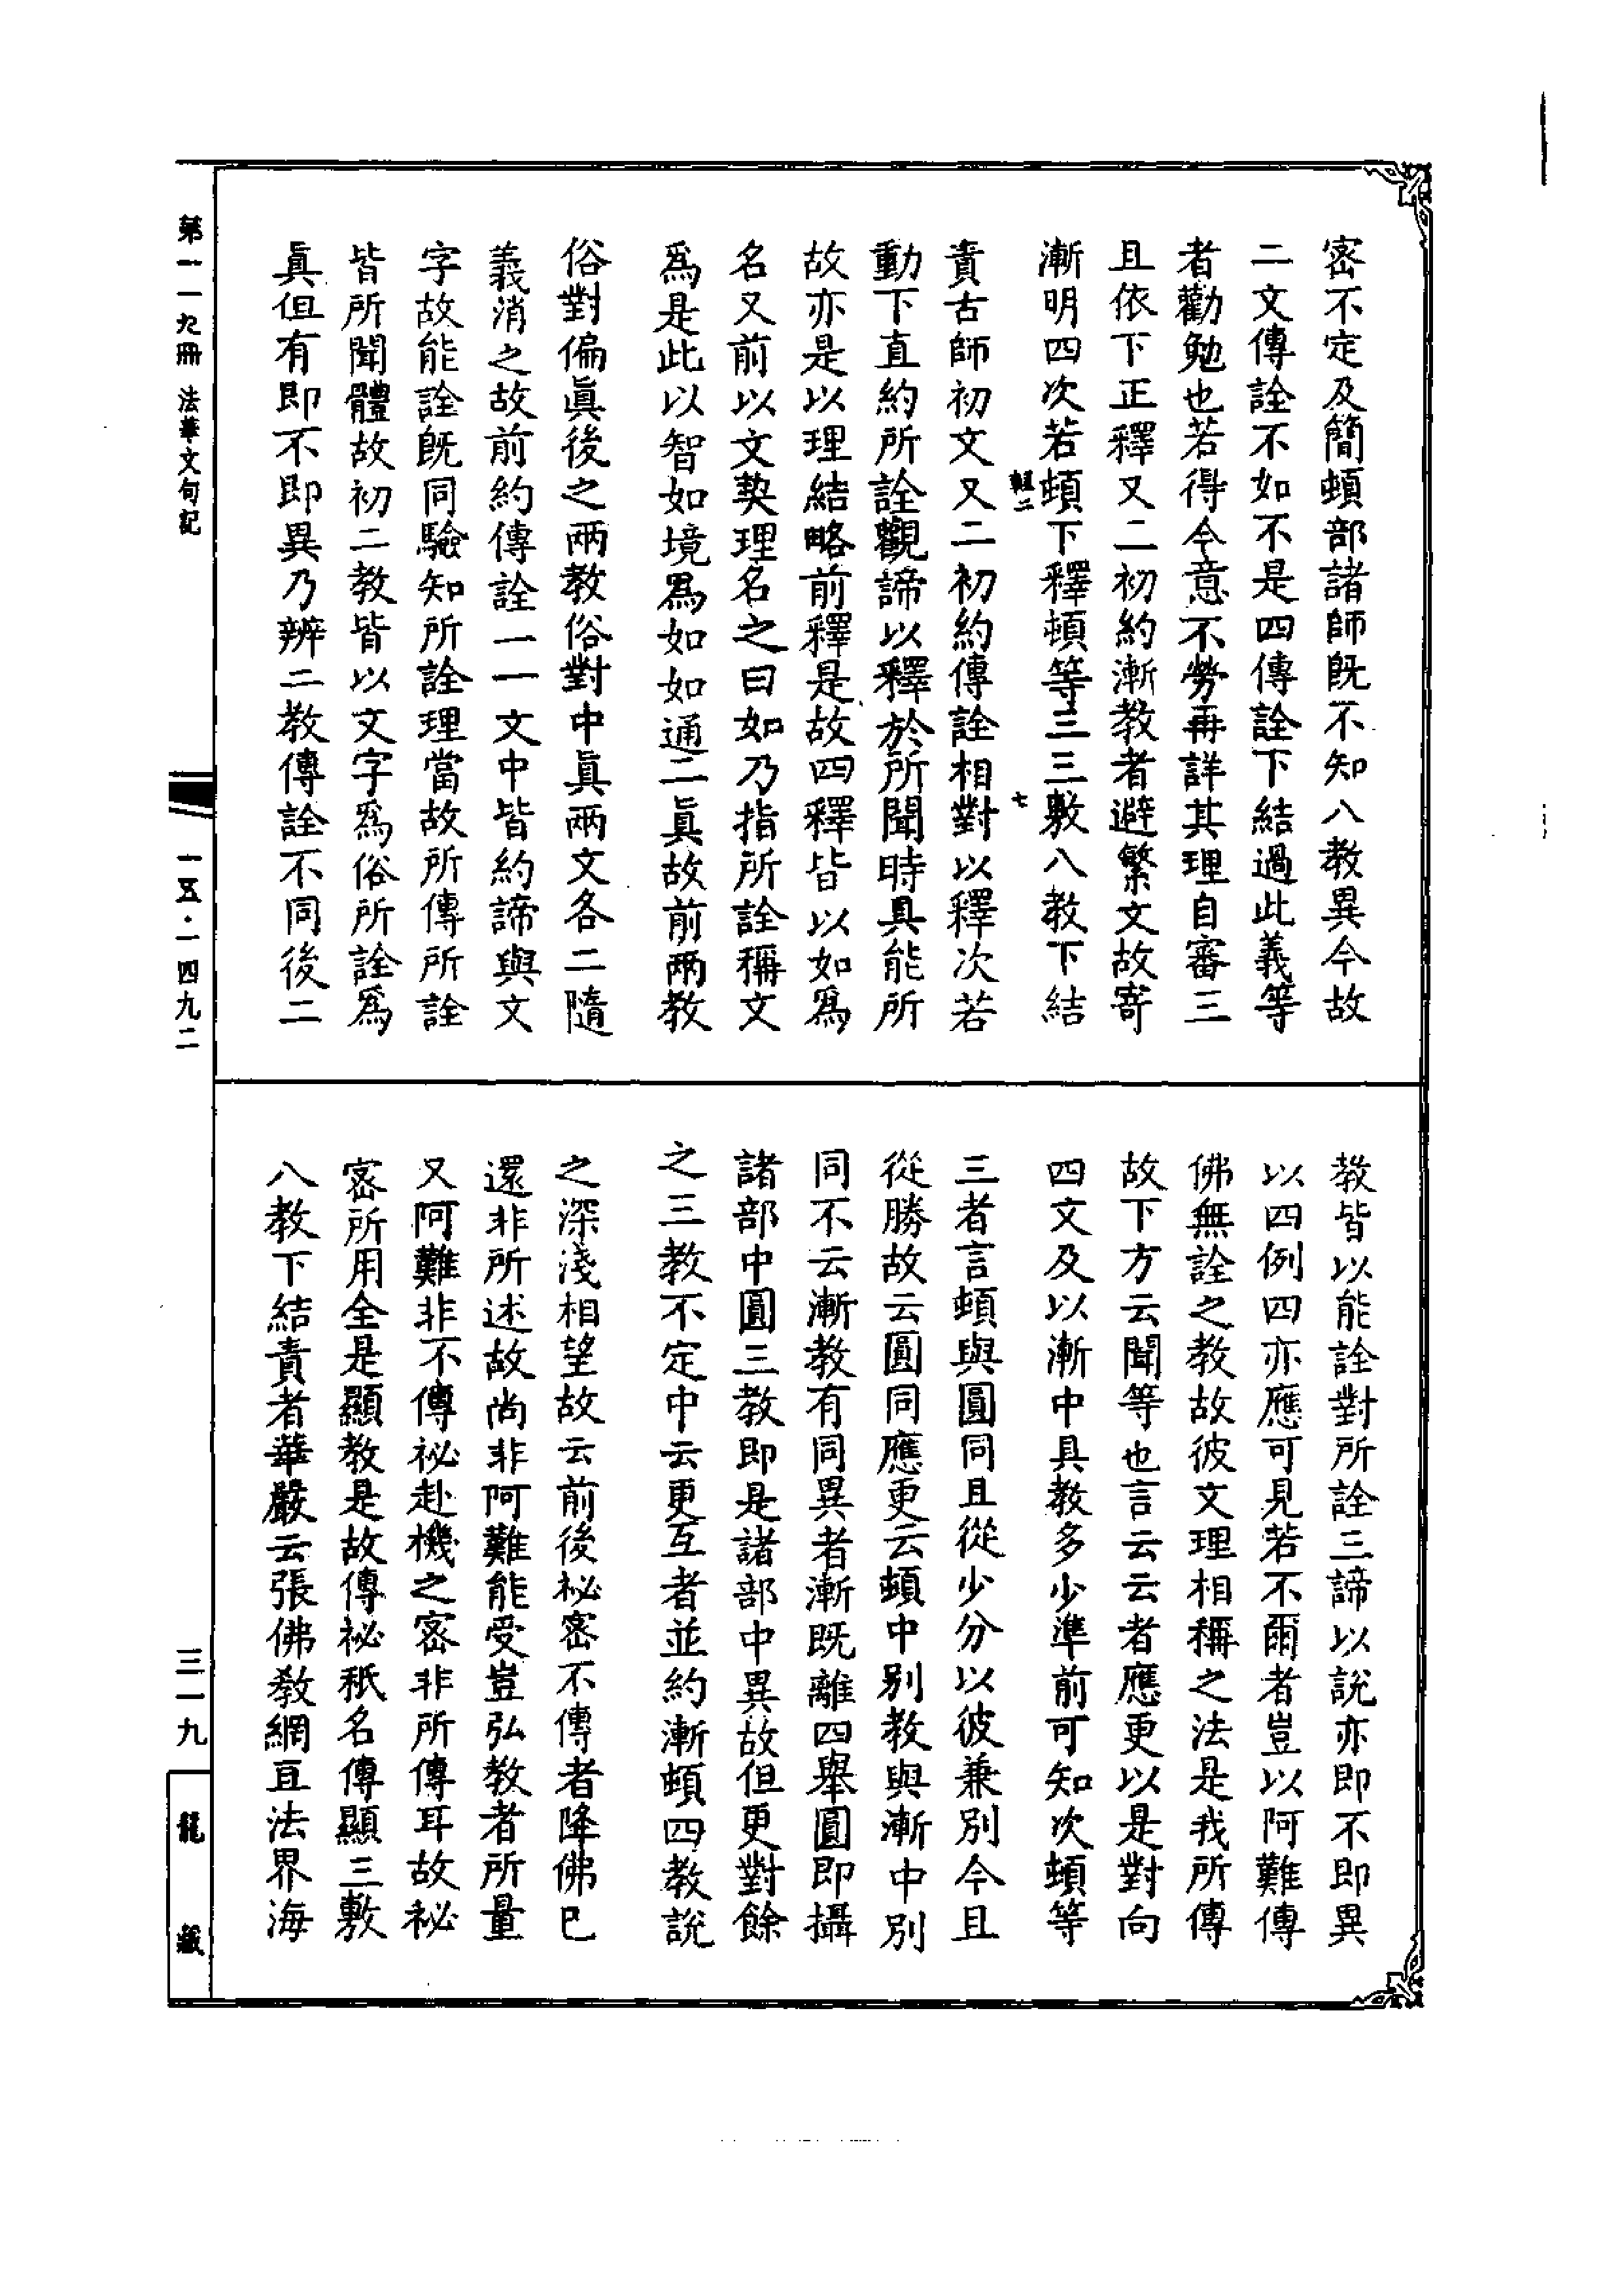 密不定及簡頓部諸師既不知八教異今故
二文傳詮不如不是四傳詮下結過此義等
者勸勉也若得今意不勞再詳其理自審三
且依下正釋又二初約漸教者避繁文故寄
漸明四次若頓下釋頓等三三敷八教下結
二
七
責古師初文又二初約傳詮相對以釋次若
動下直約所詮觀諦以釋於所聞時具能所
故亦是以理結略前釋是故四釋皆以如爲
名又前以文契理名之曰如乃指所詮稱文
爲是此以智如境爲如如通二眞故前兩教
俗對偏眞後之兩教俗對中眞兩文各二隨
義消之故前約傳詮一一文中皆約諦與文
字故能詮既同驗知所詮理當故所傳所詮
皆所聞體故初二教皆以文字爲俗所詮爲
眞但有即不即異乃辨二教傳詮不同後二
教皆以能詮對所詮三諦以說亦即不即異
以四例四亦應可見若不爾者豈以阿難傳
佛無詮之教故彼文理相稱之法是我所傳
故下方云聞等也言云云者應更以是對向
四文及以漸中具教多少準前可知次頓等
三者言頓與圓同且從少分以彼兼別今且
從勝故云圓同應更云頓中別教與漸中別
同不云漸教有同異者漸既離四舉圓即攝
諸部中圓三教即是諸部中異故但更對餘
之三教不定中云更互者並約漸頓四教說
之深淺相望故云前後祕密不傳者降佛已
還非所述故尚非阿難能受豈弘教者所量
又阿難非不傳祕赴機之密非所傳耳故祕
密所用全是顯教是故傳祕秖名傳顯三敷
八教下結責者華嚴云張佛教網亘法界海
第一一九冊 法華文句記
一五·一四九二
三一九
龍藏